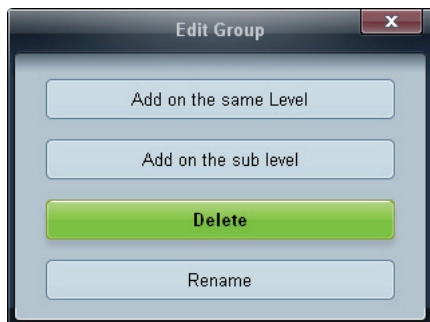 Edit Group
x
Add on the same Level
Add on the sub level
Delete
Rename